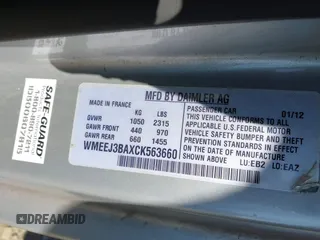 MFD BY DAIMLER AG
PASSENGER CAR 01/12
KG LBS
GVWR 1050 2315
GAWR FRONT 440 970
GAWR REAR 660 1455
THIS VEHICLE CONFORMS TO ALL
APPLICABLE U.S. FEDERAL MOTOR
VEHICLE SAFETY BUMPER AND
THEFT PREVENTION STANDARDS
IN EFFECT ON THE DATE OF
MANUFACTURE SHOWN ABOVE
MADE IN FRANCE
WMEEJ3BAXCK563660
LU:EB2 LO:EAZ
SAFE-GUARD
DREAMBID